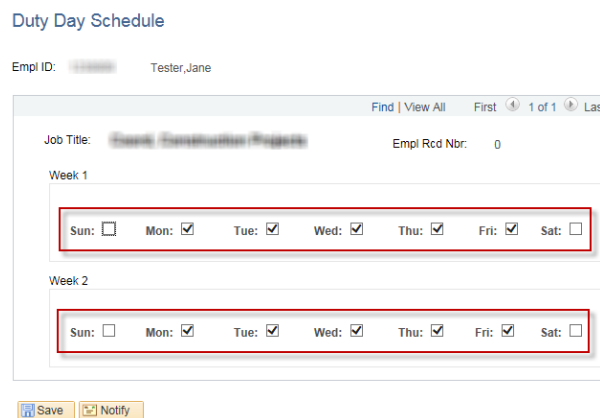 Duty Day Schedule
Empl ID: Tester,Jane
Find | View All First 1 of 1 Las
Job Title: Empl Rcd Nbr: 0
Week 1
Sun: Mon: Tue: Wed: Thu: Fri: Sat:
Week 2
Sun: Mon: Tue: Wed: Thu: Fri: Sat:
Save Notify